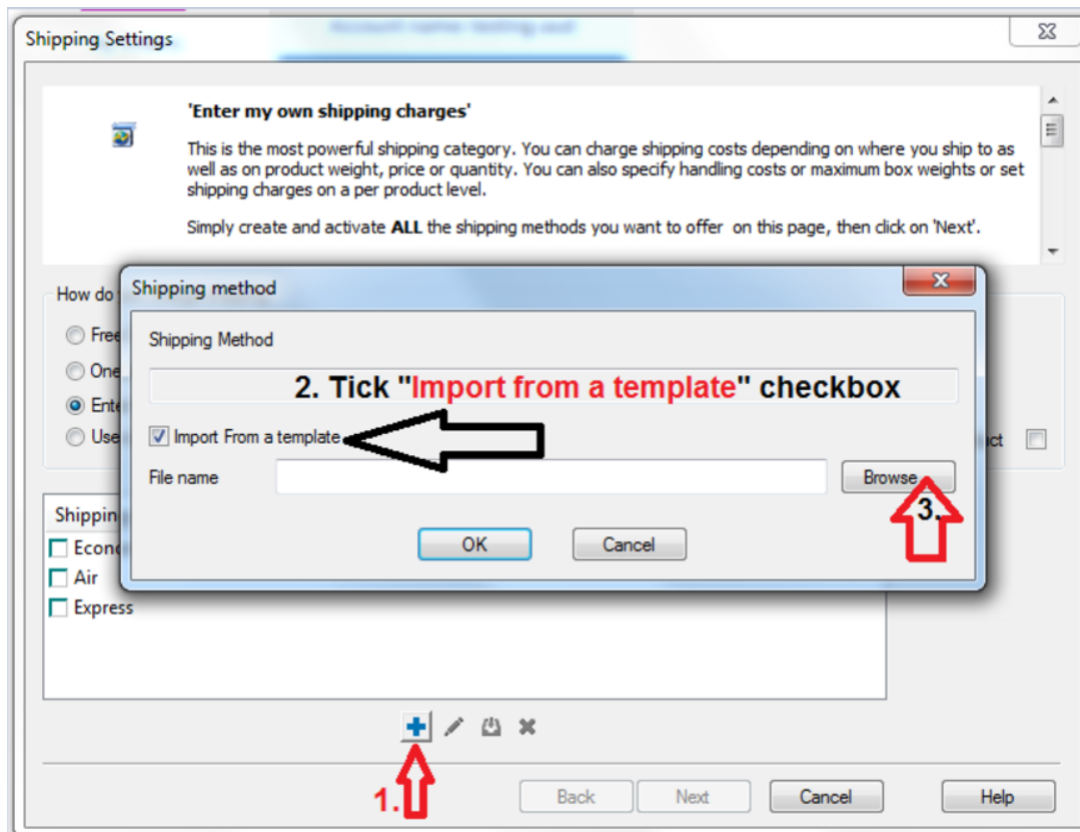 Account name: testing-aud
Shipping Settings
'Enter my own shipping charges'
This is the most powerful shipping category. You can charge shipping costs depending on where you ship to as
well as on product weight, price or quantity. You can also specify handling costs or maximum box weights or set
shipping charges on a per product level.
Simply create and activate ALL the shipping methods you want to offer on this page, then click on 'Next'.
How do
Shipping method
Free
Shipping Method
One
2. Tick "Import from a template" checkbox
Ente
Use
Import From a template
uct
File name
Browse...
3.
Shippin
OK
Cancel
Econo
Air
Express
1.
Back
Next
Cancel
Help